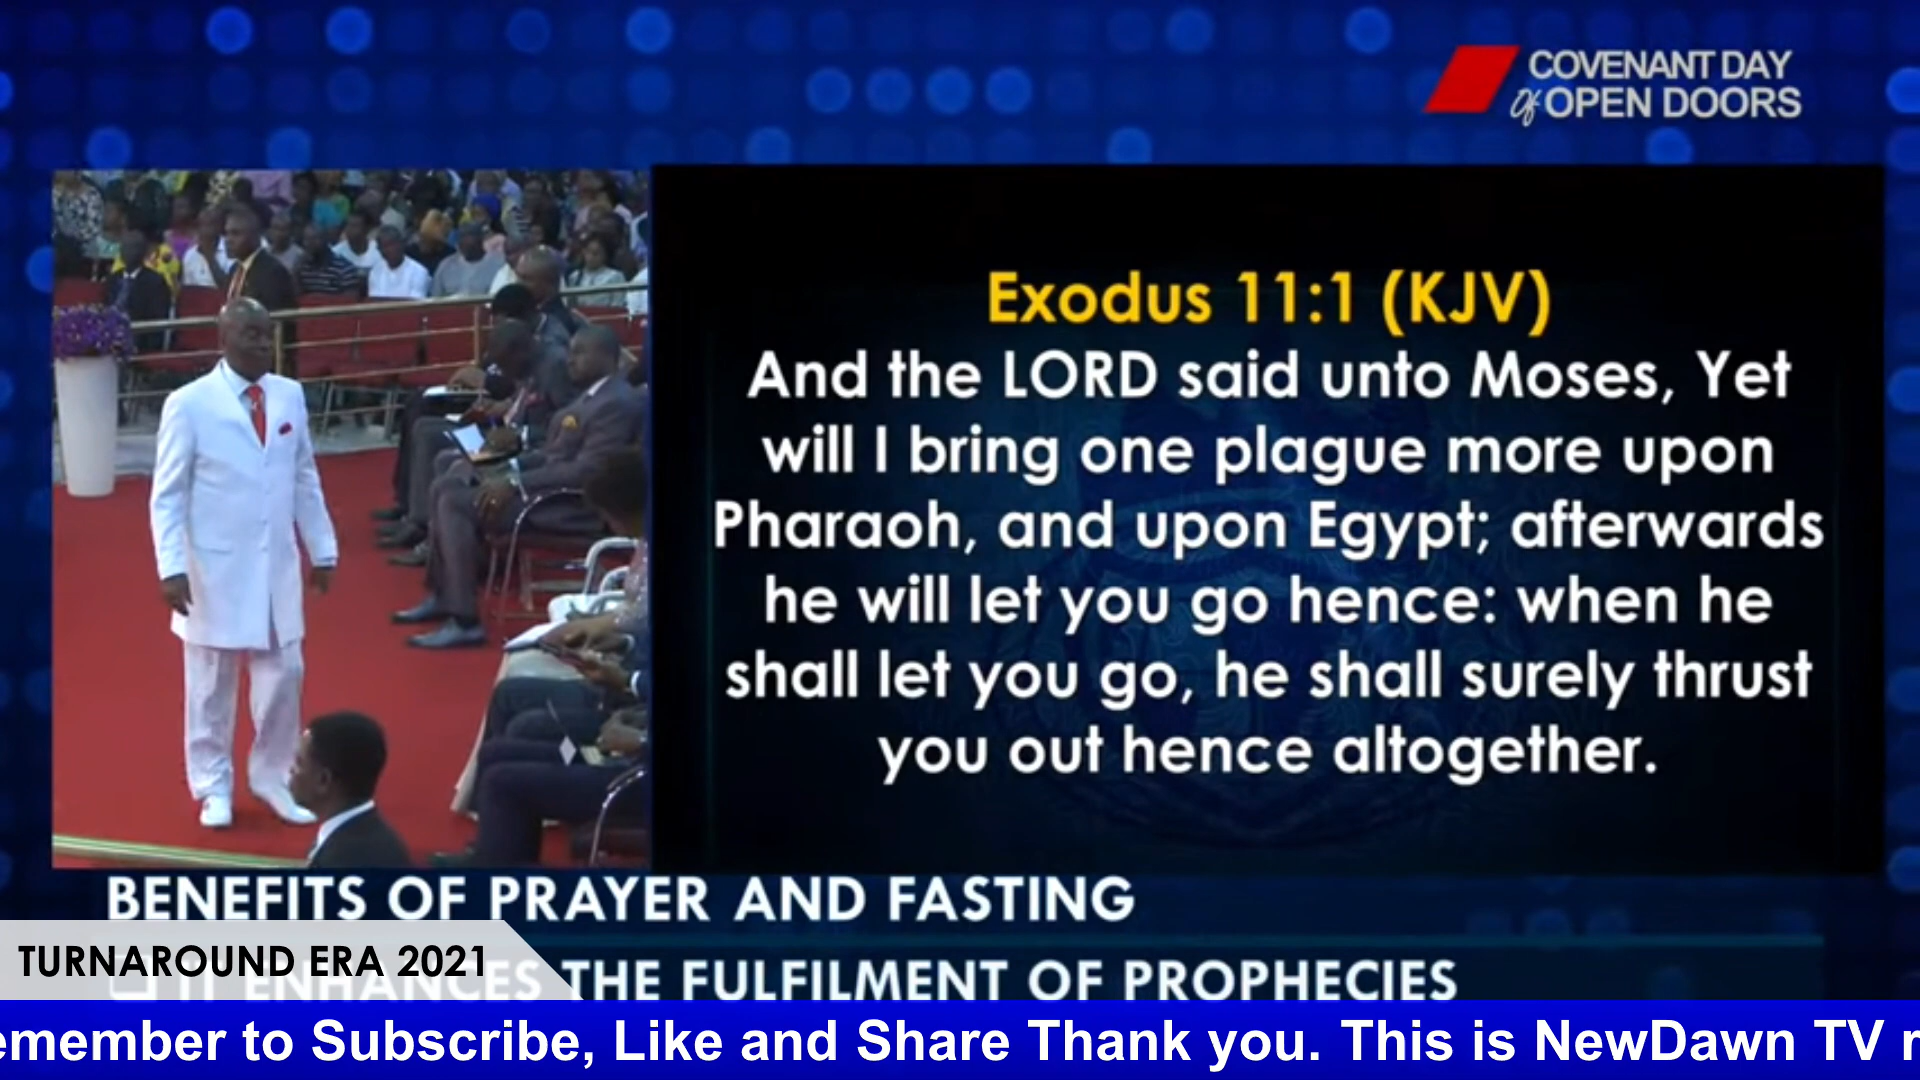 COVENANT DAY
Of OPEN DOORS
Exodus 11:1 (KJV)
And the LORD said unto Moses, Yet
will I bring one plague more upon
Pharaoh, and upon Egypt; afterwards
he will let you go hence: when he
shall let you go, he shall surely thrust
you out hence altogether.
BENEFITS OF PRAYER AND FASTING
TURNAROUND ERA 2021
IT ENHANCES THE FULFILMENT OF PROPHECIES
emember to Subscribe, Like and Share Thank you. This is NewDawn TV r